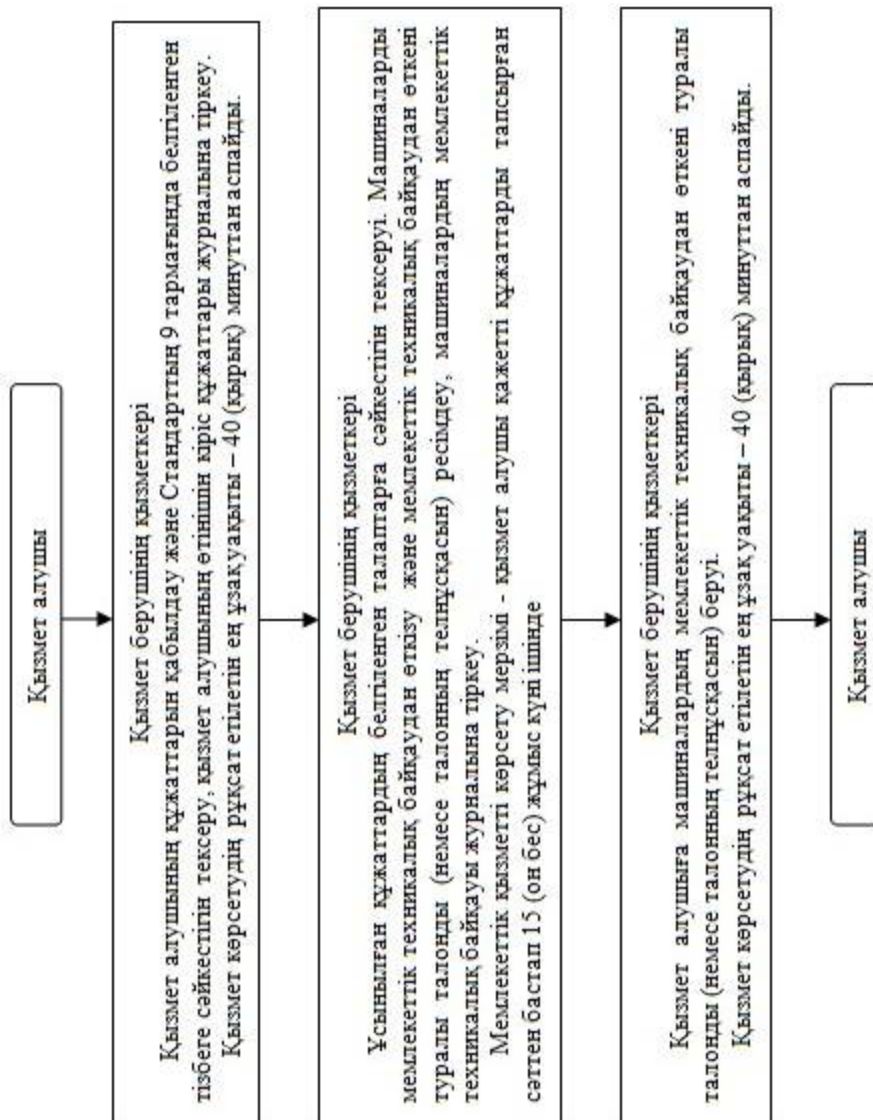 Қызмет алушы
Қызмет берушінің қызметкері
Қызмет алушының құжаттарын қабылдау және Стандарттың 9 тармағында белгіленген
тізбеге сәйкестігін тексеру, қызмет алушының өтінішін кіріс құжаттары журналына тіркеу.
Қызмет көрсетудің рұқсат етілетін ең ұзақ уақыты – 40 (қырық) минуттан аспайды.
Қызмет берушінің қызметкері
Ұсынылған құжаттардың белгіленген талаптарға сәйкестігін тексеруі. Машиналарды
мемлекеттік техникалық байқаудан өткізу және мемлекеттік техникалық байқаудан өткені
туралы талонды (немесе талонның телнұсқасын) ресімдеу, машиналардың мемлекеттік
техникалық байқауы журналына тіркеу.
Мемлекеттік қызметті көрсету мерзімі - қызмет алушы қажетті құжаттарды тапсырған
сәттен бастап 15 (он бес) жұмыс күні ішінде
Қызмет берушінің қызметкері
Қызмет алушыға машиналардың мемлекеттік техникалық байқаудан өткені туралы
талонды (немесе талонның телнұсқасын) беруі.
Қызмет көрсетудің рұқсат етілетін ең ұзақ уақыты – 40 (қырық) минуттан аспайды.
Қызмет алушы